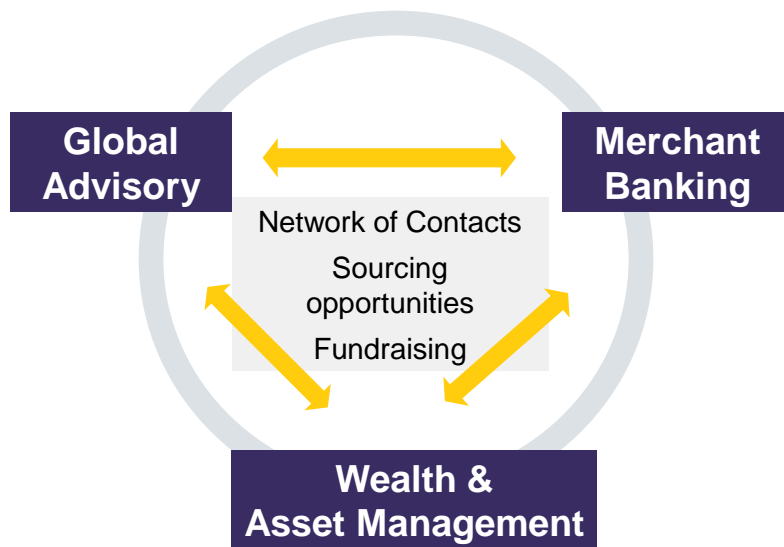 Global
Advisory
Merchant
Banking
Network of Contacts
Sourcing
opportunities
Fundraising
Wealth &
Asset Management